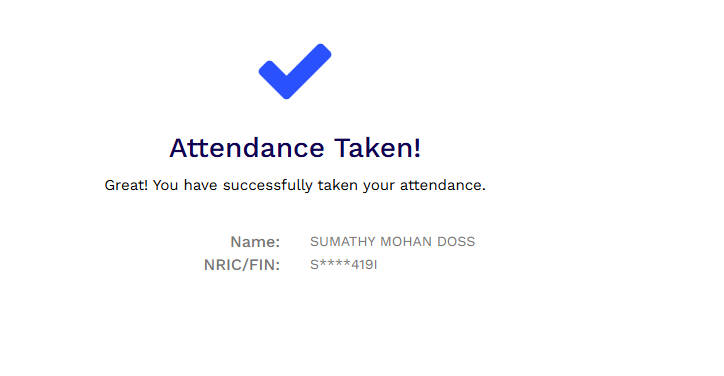 Attendance Taken!
Great! You have successfully taken your attendance.
Name: SUMATHY MOHAN DOSS
NRIC/FIN: S****419I